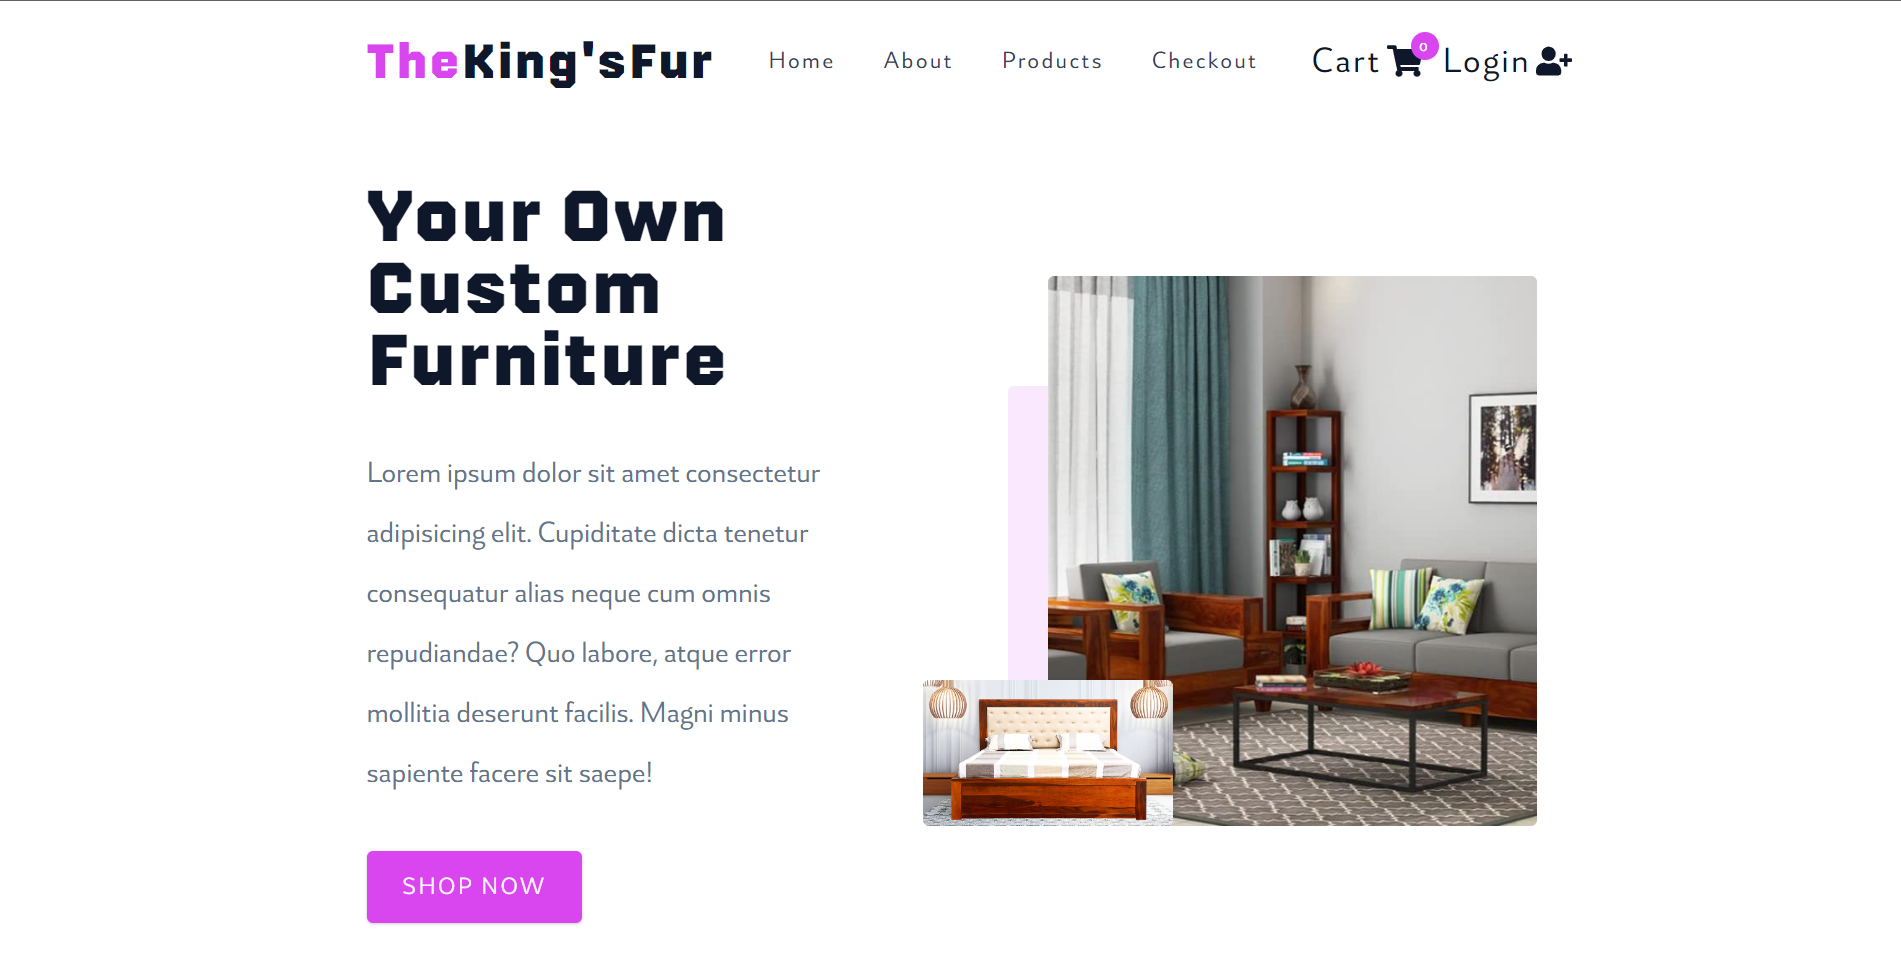 TheKing'sFur Home About Products Checkout Cart 0 Login
Your Own
Custom
Furniture
Lorem ipsum dolor sit amet consectetur
adipisicing elit. Cupiditate dicta tenetur
consequatur alias neque cum omnis
repudiandae? Quo labore, atque error
mollitia deserunt facilis. Magni minus
sapiente facere sit saepe!
SHOP NOW